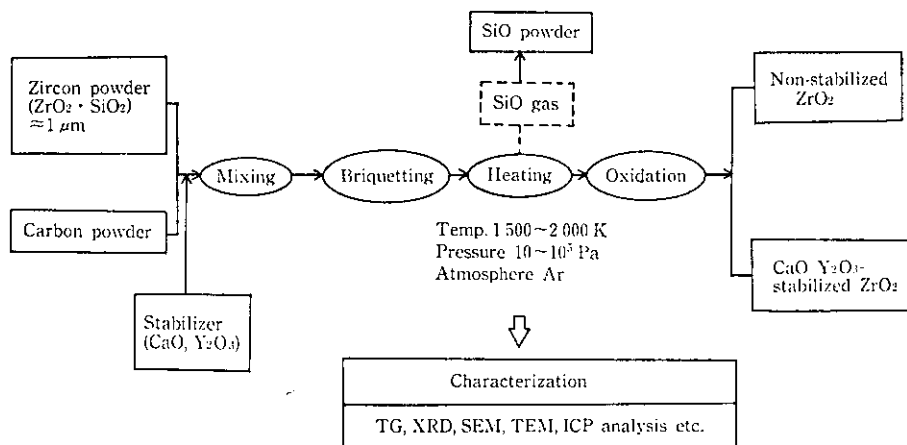 SiO powder
SiO gas
Zircon powder
(ZrO₂・SiO₂)
≈1 μm
Carbon powder
Stabilizer
(CaO, Y₂O₃)
Mixing
Briquetting
Heating
Oxidation
Temp. 1 500~2 000 K
Pressure 10~10⁵ Pa
Atmosphere Ar
Non-stabilized
ZrO₂
CaO Y₂O₃-
stabilized ZrO₂
Characterization
TG, XRD, SEM, TEM, ICP analysis etc.